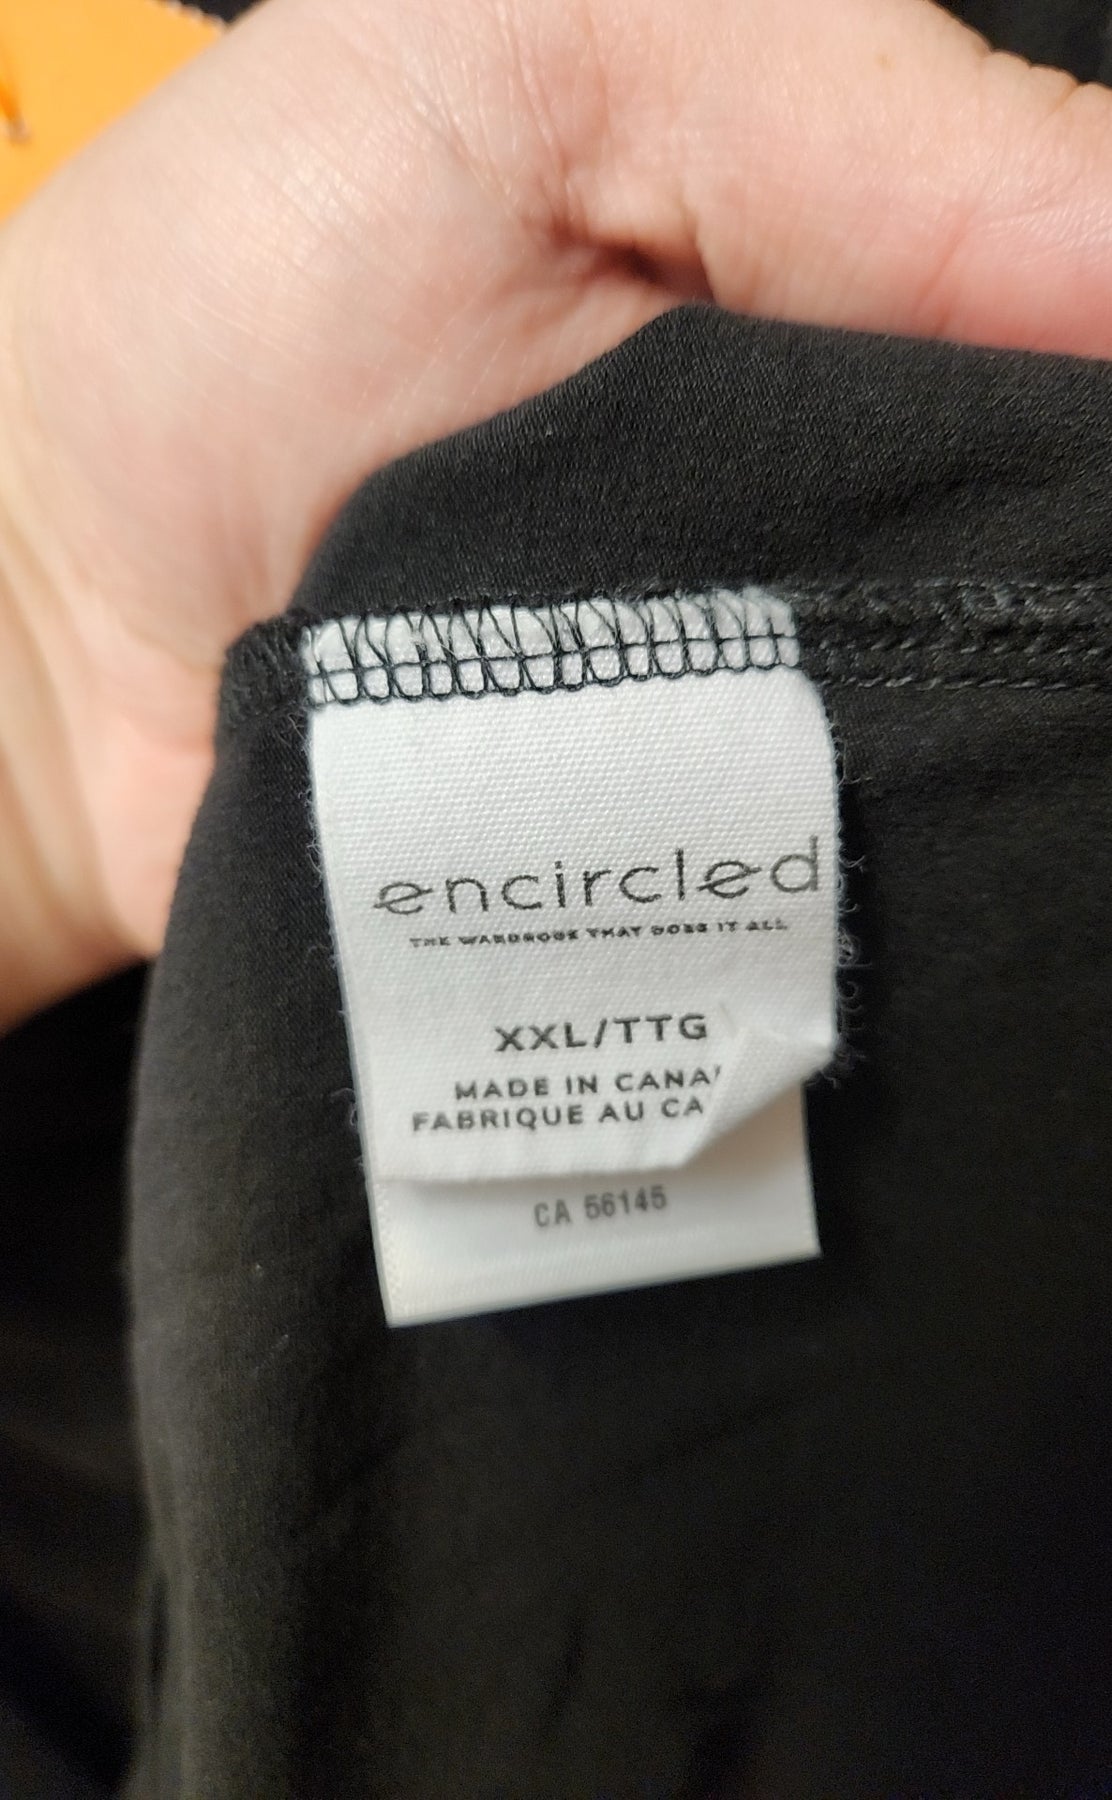 encircled
THE WARDROBE THAT DOES IT ALL
XXL/TTG
MADE IN CANA
FABRIQUE AU CA
CA 56145